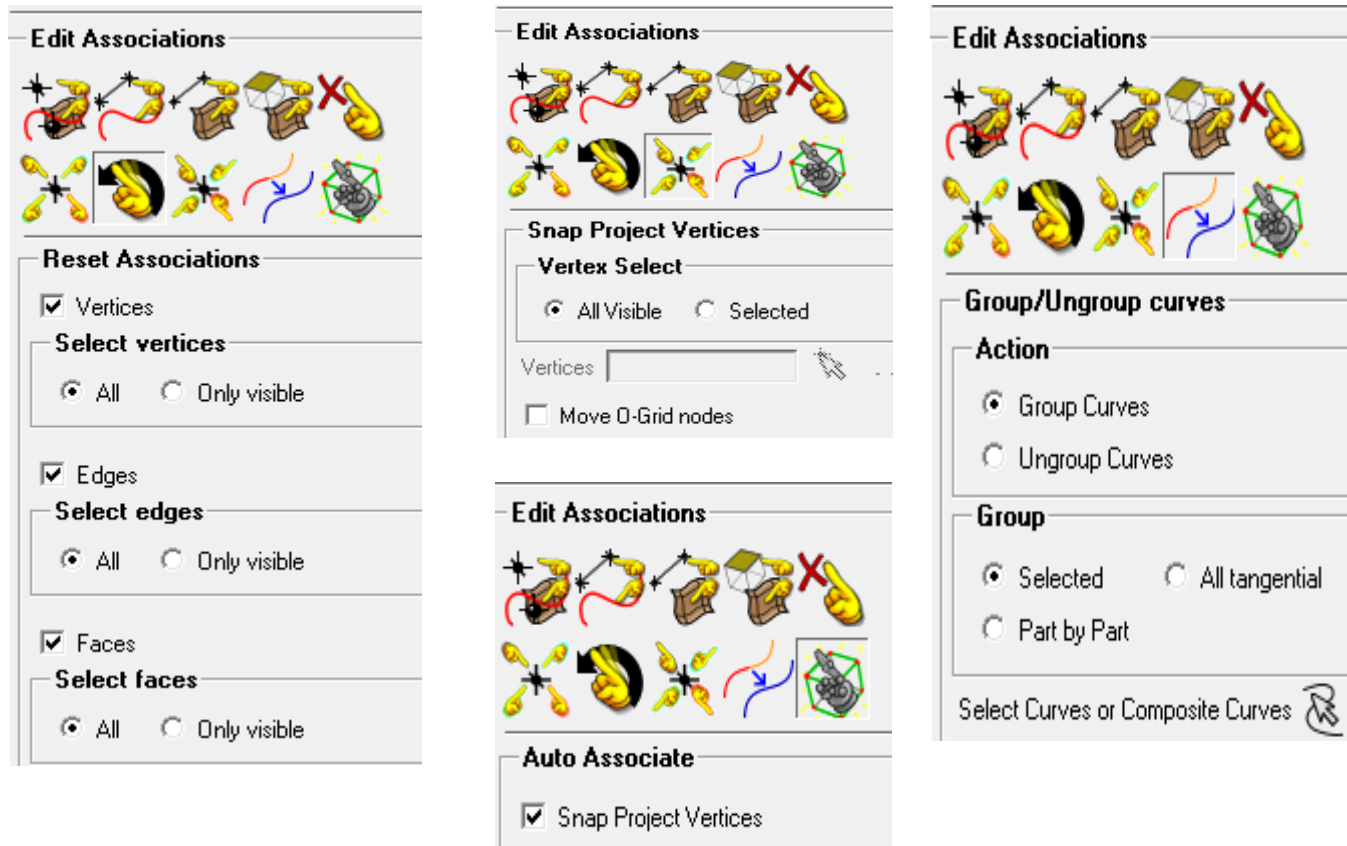 Edit Associations
Reset Associations
Vertices
Select vertices
All Only visible
Edges
Select edges
All Only visible
Faces
Select faces
All Only visible
Edit Associations
Snap Project Vertices
Vertex Select
All Visible Selected
Vertices
Move O-Grid nodes
Edit Associations
Auto Associate
Snap Project Vertices
Edit Associations
Group/Ungroup curves
Action
Group Curves
Ungroup Curves
Group
Selected All tangential
Part by Part
Select Curves or Composite Curves